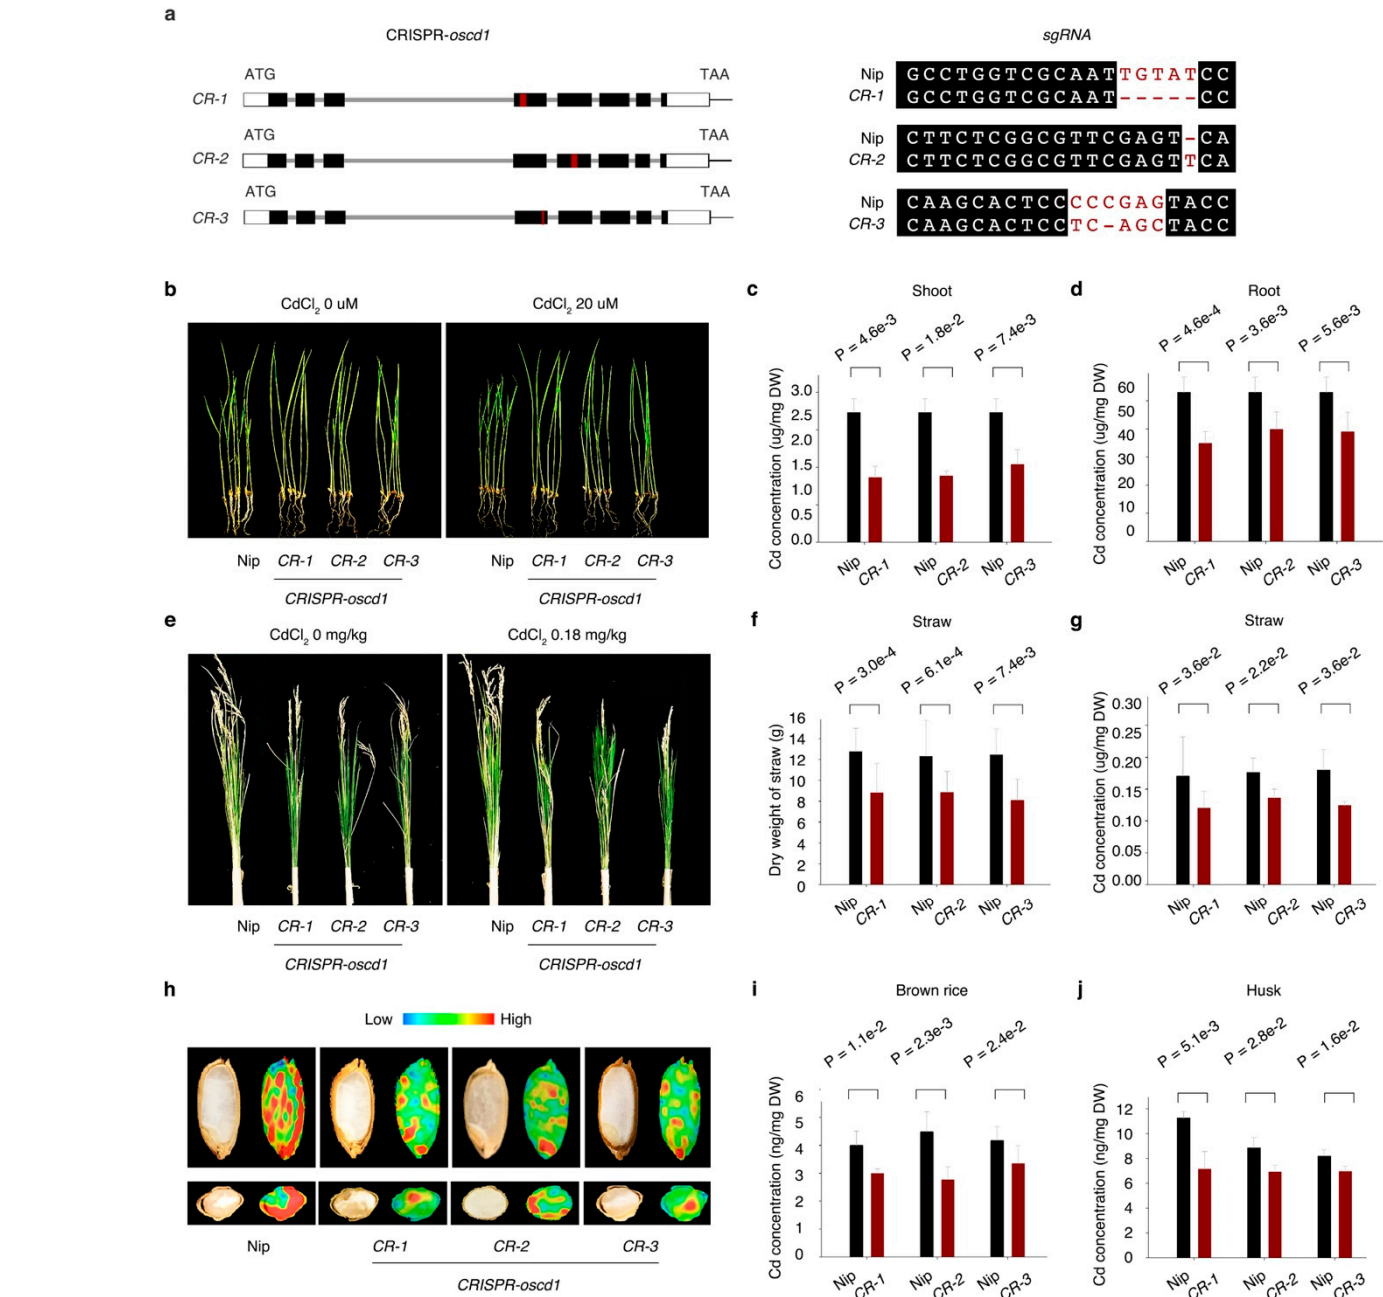 a
CRISPR-oscd1
sgRNA
ATG TAA
CR-1
ATG TAA
CR-2
ATG TAA
CR-3
Nip GCCTGGTCGCAATTGTATCC
CR-1 GCCTGGTCGCAAT-----CC
Nip CTTCTCGGCGTTCGAGT-CA
CR-2 CTTCTCGGCGTTCGAGTTCA
Nip CAAGCACTCCCCCGAGTACC
CR-3 CAAGCACTCCTC-AGCTACC
b
CdCl2 0 uM
CdCl2 20 uM
Nip CR-1 CR-2 CR-3
CRISPR-oscd1
CR-1 CR-2 CR-3
CRISPR-oscd1
c
Shoot
P = 4.6e-3
P = 1.8e-2
P = 7.4e-3
Cd concentration (ug/mg DW)
3.0
2.5
2.0
1.5
1.0
0.5
0.0
Nip CR-1 Nip CR-2 Nip CR-3
d
Root
P = 4.6e-4
P = 3.6e-3
P = 5.6e-3
Cd concentration (ug/mg DW)
60
50
40
30
20
10
0
Nip CR-1 Nip CR-2 Nip CR-3
e
CdCl2 0 mg/kg
CdCl2 0.18 mg/kg
Nip CR-1 CR-2 CR-3
CRISPR-oscd1
Nip CR-1 CR-2 CR-3
CRISPR-oscd1
f
Straw
P = 3.0e-4
P = 6.1e-4
P = 7.4e-3
Dry weight of straw (g)
16
14
12
10
8
6
4
2
0
Nip CR-1 Nip CR-2 Nip CR-3
g
Straw
P = 3.6e-2
P = 2.2e-2
P = 3.6e-2
Cd concentration (ug/mg DW)
0.30
0.25
0.20
0.15
0.10
0.05
0.00
Nip CR-1 Nip CR-2 Nip CR-3
h
Low High
Nip CR-1 CR-2 CR-3
CRISPR-oscd1
i
Brown rice
P = 1.1e-2
P = 2.3e-3
P = 2.4e-2
Cd concentration (ng/mg DW)
6
5
4
3
2
1
0
Nip CR-1 Nip CR-2 Nip CR-3
j
Husk
P = 5.1e-3
P = 2.8e-2
P = 1.6e-2
Cd concentration (ng/mg DW)
12
10
8
6
4
2
0
Nip CR-1 Nip CR-2 Nip CR-3